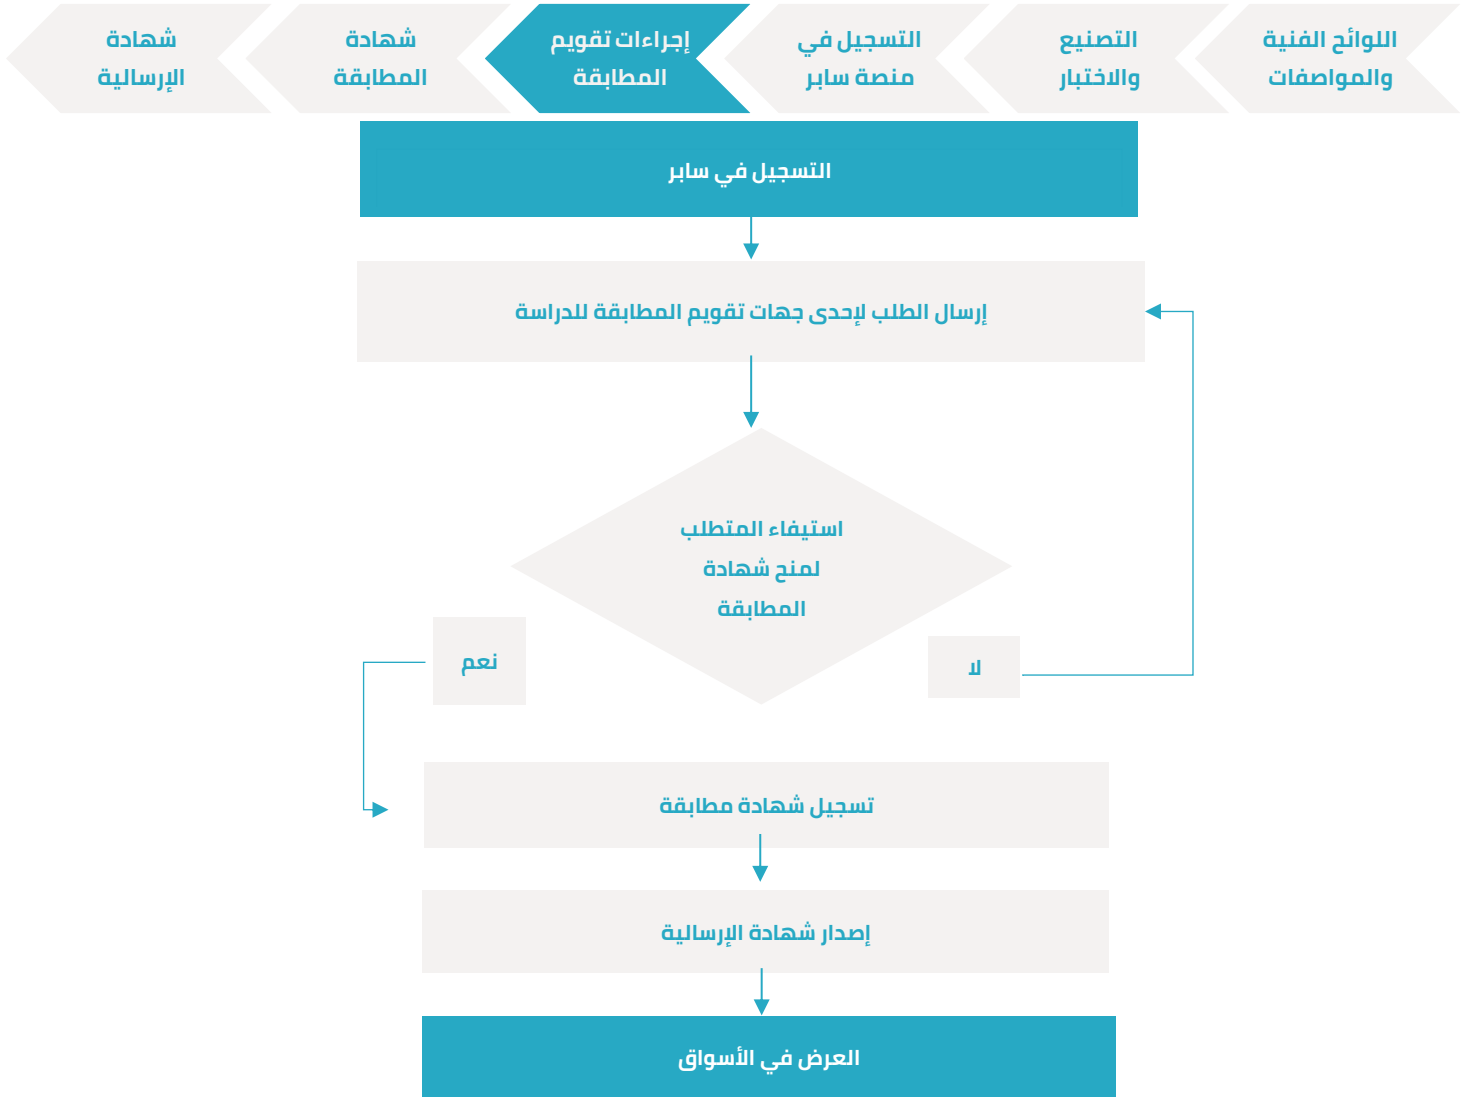 اللوائح الفنية
والمواصفات
التصنيع
والاختبار
التسجيل في
منصة سابر
إجراءات تقويم
المطابقة
شهادة
المطابقة
شهادة
الإرسالية
التسجيل في سابر
إرسال الطلب لإحدى جهات تقويم المطابقة للدراسة
استيفاء المتطلب
لمنح شهادة
المطابقة
لا
نعم
تسجيل شهادة مطابقة
إصدار شهادة الإرسالية
العرض في الأسواق